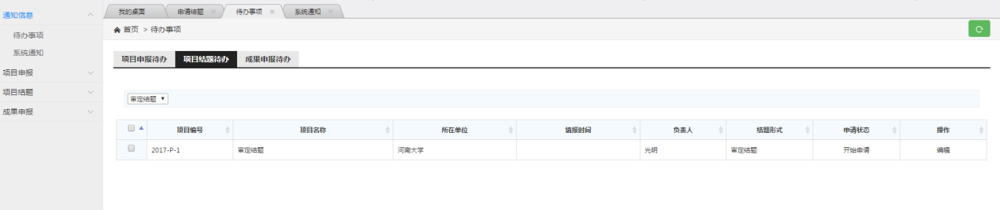 通知信息
待办事项
系统通知
项目申报
项目结题
成果申报
我的桌面 申请结题 × 待办事项 × 系统通知 ×
首页 > 待办事项
项目申报待办 项目结题待办 成果申报待办
审定结题
项目编号 项目名称 所在单位 填报时间 负责人 结题形式 申请状态 操作
2017-P-1 审定结题 河南大学 光明 审定结题 开始申请 编辑